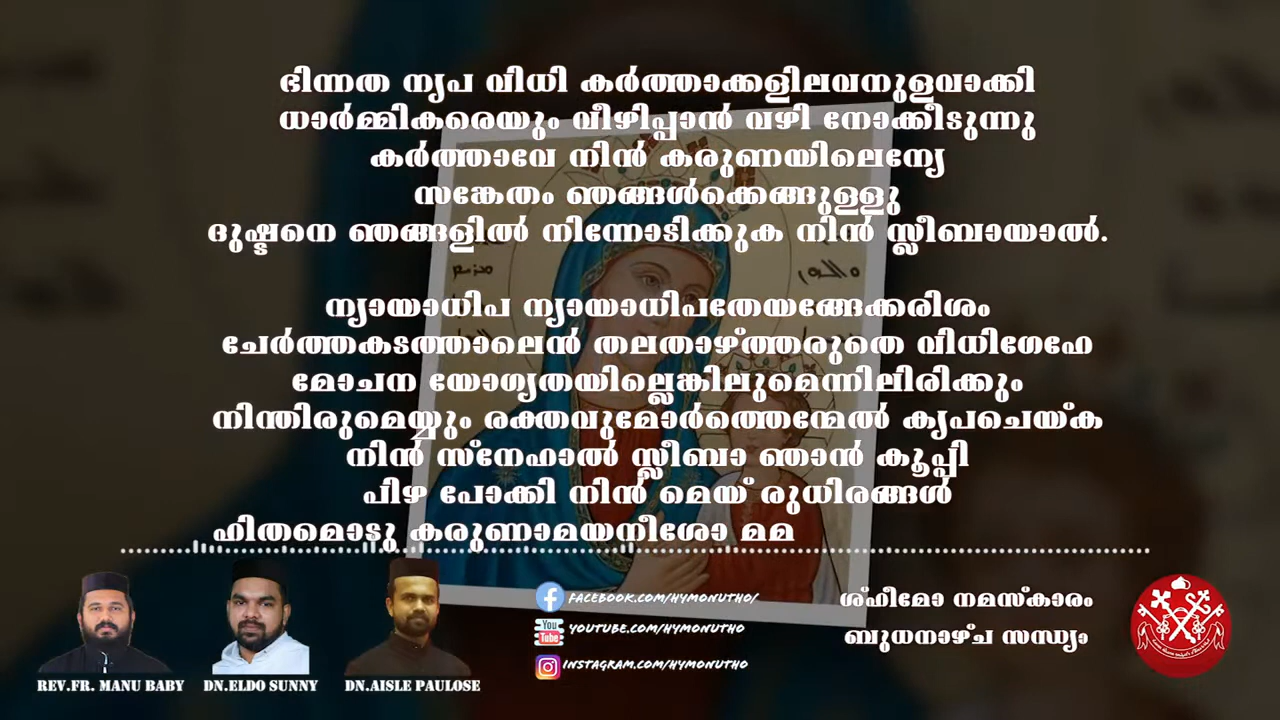 ഭിന്നത നൃപ വിധി കർത്താക്കളിലവനുളവാക്കി
ധാർമ്മികരെയും വീഴിപ്പാൻ വഴി നോക്കീടുന്നു
കർത്താവേ നിൻ കരുണയിലെന്യേ
സങ്കേതം ഞങ്ങൾക്കെങ്ങുള്ളു
ദുഷ്ടനെ ഞങ്ങളിൽ നിന്നോടിക്കുക നിൻ സ്ലീബായാൽ.
ന്യായാധിപ ന്യായാധിപതേയങ്ങേക്കരിശം
ചേർത്തകടത്താലെൻ തലതാഴ്ത്തരുതെ വിധിഗേഹേ
മോചന യോഗ്യതയില്ലെങ്കിലുമെന്നിലിരിക്കും
നിന്തിരുമെയ്യും രക്തവുമോർത്തെന്മേൽ കൃപചെയ്ക
നിൻ സ്നേഹാൽ സ്ലീബാ ഞാൻ കൂപ്പി
പിഴ പോക്കി നിൻ മെയ് രുധിരങ്ങൾ
ഹിതമൊടു കരുണാമയനീശോ മമ
FACEBOOK.COM/HYMONUTHO/
YOUTUBE.COM/HYMONUTHO
INSTAGRAM.COM/HYMONUTHO
You Tube
ശ്ഹീമോ നമസ്കാരം
ബുധനാഴ്ച സന്ധ്യാ
REV.FR. MANU BABY
DN.ELDO SUNNY
DN.AISLE PAULOSE